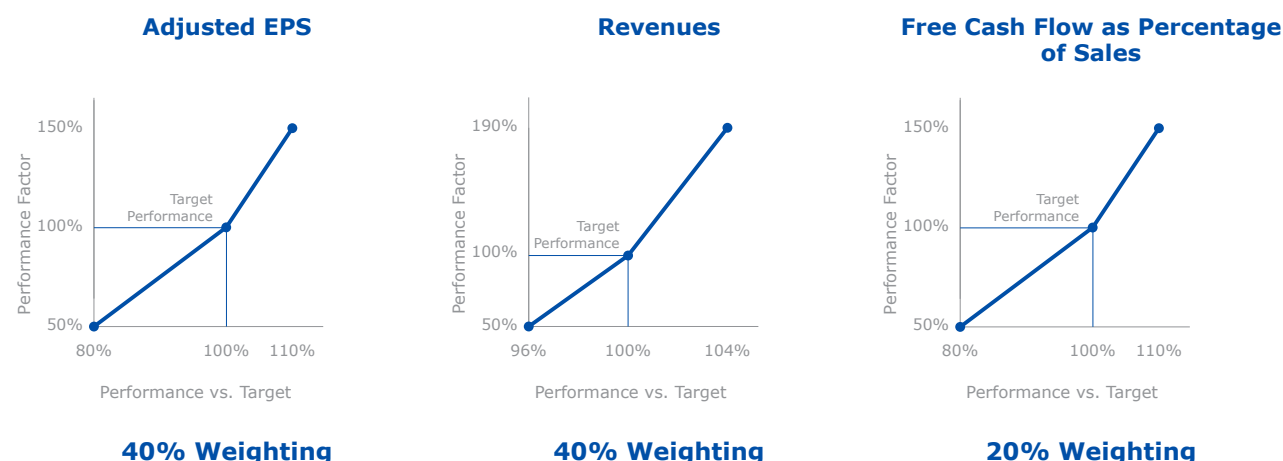 Adjusted EPS
150%
100%
50%
Performance Factor
Target
Performance
80%
100%
110%
Performance vs. Target
40% Weighting
Revenues
190%
100%
50%
Performance Factor
Target
Performance
96%
100%
104%
Performance vs. Target
40% Weighting
Free Cash Flow as Percentage
of Sales
150%
100%
50%
Performance Factor
Target
Performance
80%
100%
110%
Performance vs. Target
20% Weighting